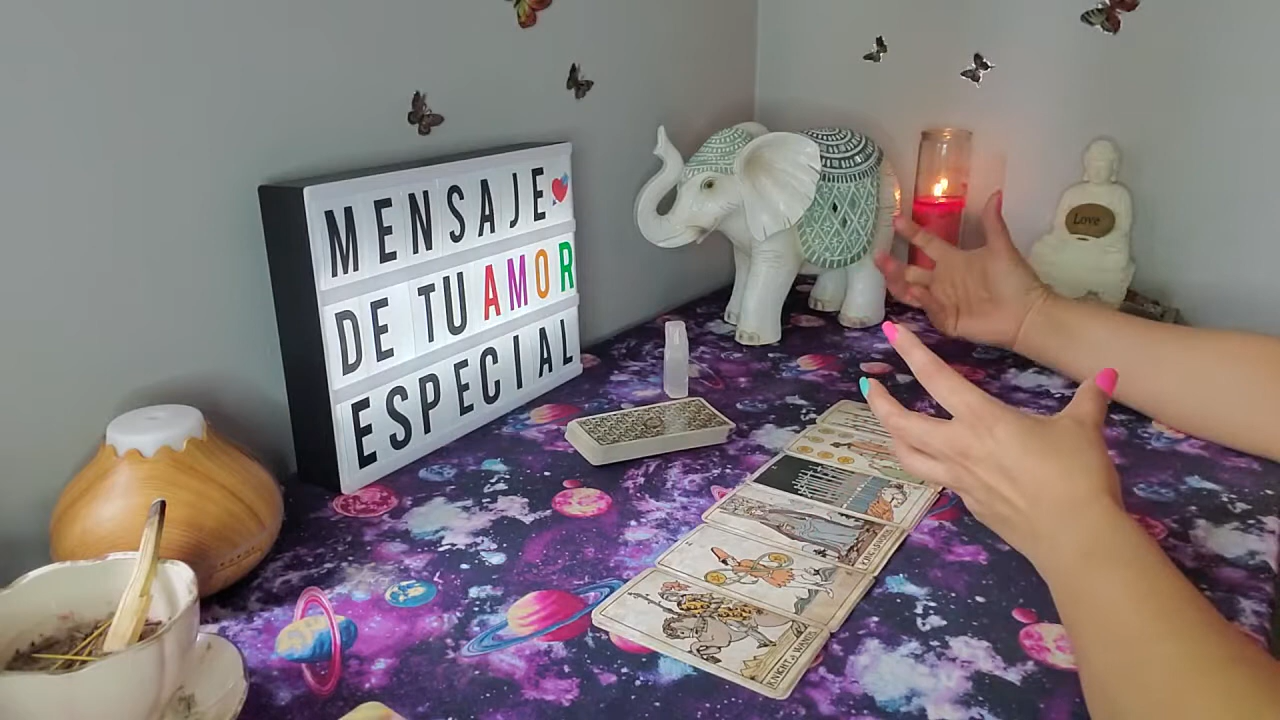 MENSAJE
DE TU AMOR
ESPECIAL
Love
KNIGHT of WANDS